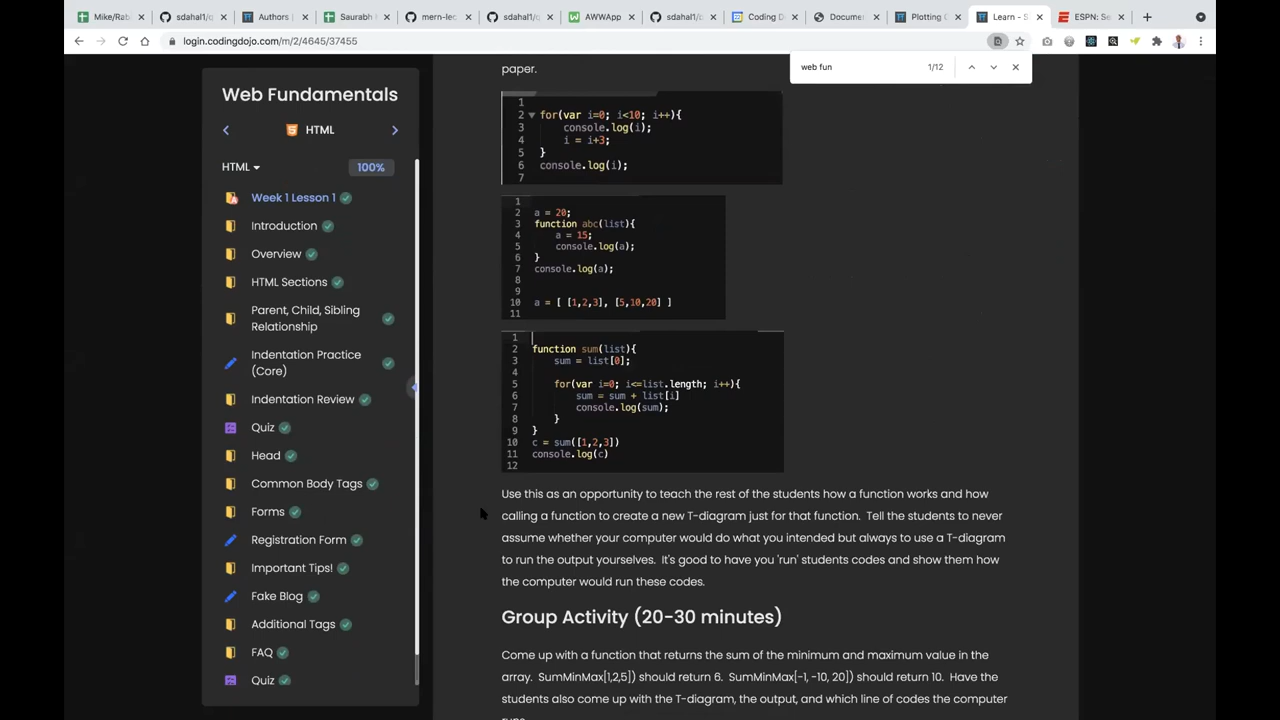 Mike/Rab
sdahal1/q
Authors |
Saurabh F
mern-lec
sdahal1/q
AWWApp
sdahal1/b
Coding D
Docume
Plotting C
Learn - S
ESPN: Se
login.codingdojo.com/m/2/4645/37455
web fun
1/12
Web Fundamentals
HTML
HTML
100%
Week 1 Lesson 1
Introduction
Overview
HTML Sections
Parent, Child, Sibling
Relationship
Indentation Practice
(Core)
Indentation Review
Quiz
Head
Common Body Tags
Forms
Registration Form
Important Tips!
Fake Blog
Additional Tags
FAQ
Quiz
paper.
1
2 for(var i=0; i<10; i++){
3 console.log(i);
4 i = i+3;
5 }
6 console.log(i);
7
1
2 a = 20;
3 function abc(list){
4 a = 15;
5 console.log(a);
6 }
7 console.log(a);
8
9
10 a = [ [1,2,3], [5,10,20] ]
11
1
2 function sum(list){
3 sum = list[0];
4
5 for(var i=0; i<=list.length; i++){
6 sum = sum + list[i]
7 console.log(sum);
8 }
9 }
10 c = sum([1,2,3])
11 console.log(c)
12
Use this as an opportunity to teach the rest of the students how a function works and how
calling a function to create a new T-diagram just for that function. Tell the students to never
assume whether your computer would do what you intended but always to use a T-diagram
to run the output yourselves. It's good to have you 'run' students codes and show them how
the computer would run these codes.
Group Activity (20-30 minutes)
Come up with a function that returns the sum of the minimum and maximum value in the
array. SumMinMax[1,2,5]) should return 6. SumMinMax[-1, -10, 20]) should return 10. Have the
students also come up with the T-diagram, the output, and which line of codes the computer